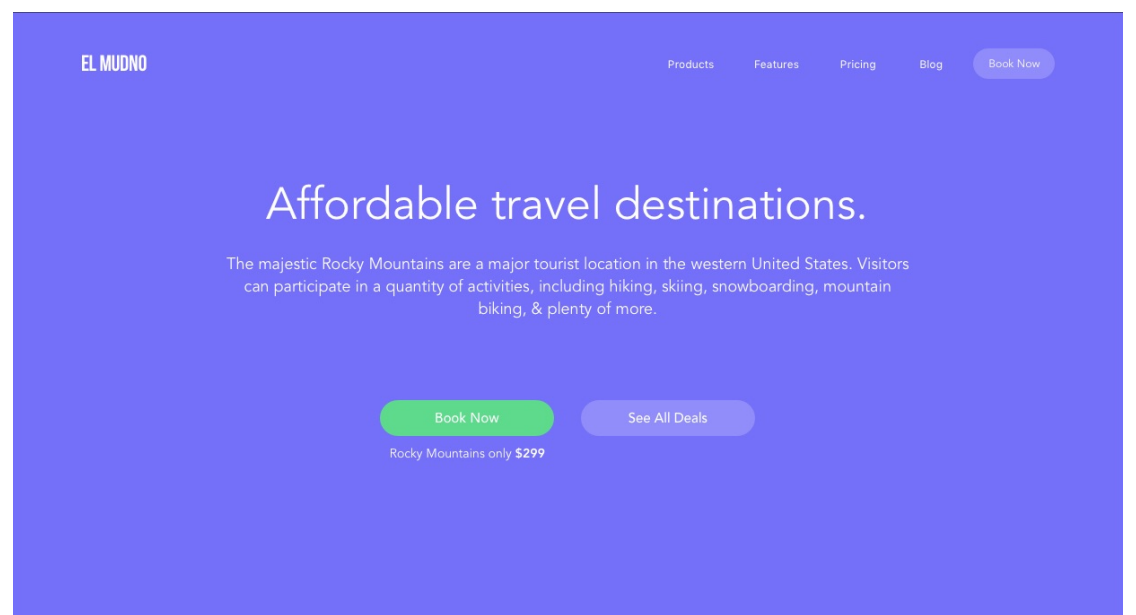 EL MUDNO
Products
Features
Pricing
Blog
Book Now
Affordable travel destinations.
The majestic Rocky Mountains are a major tourist location in the western United States. Visitors
can participate in a quantity of activities, including hiking, skiing, snowboarding, mountain
biking, & plenty of more.
Book Now
See All Deals
Rocky Mountains only $299